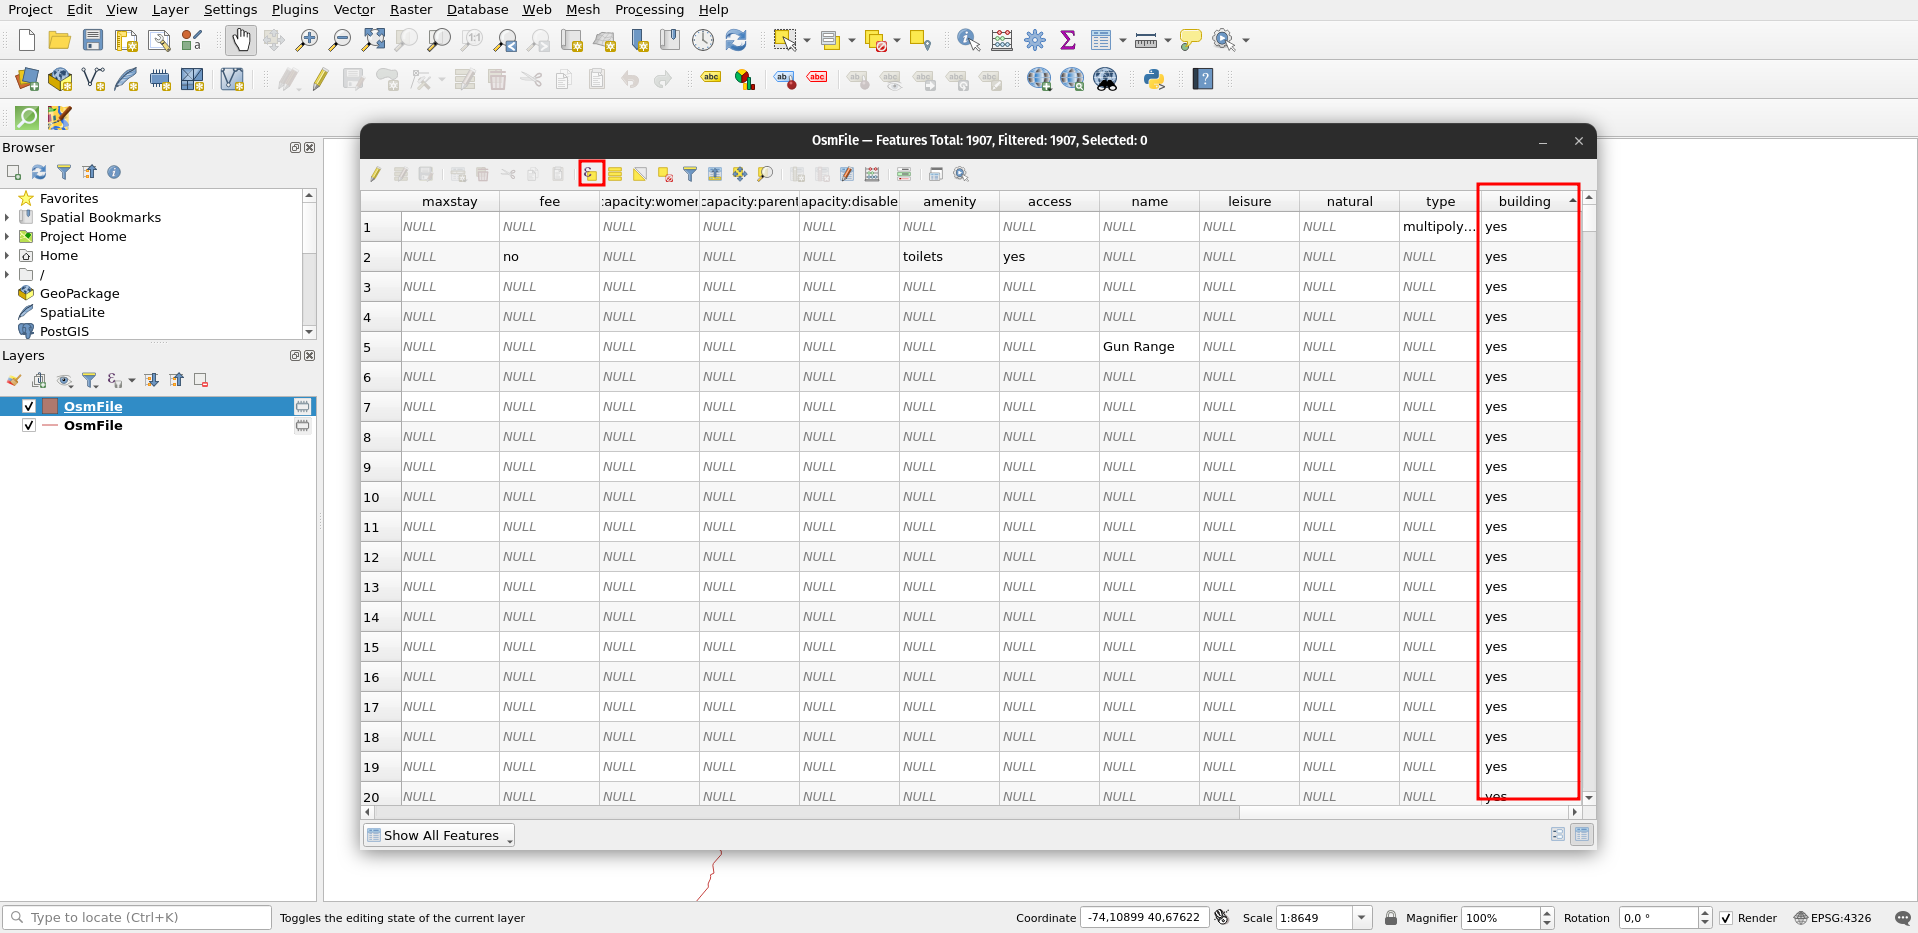 Project Edit View Layer Settings Plugins Vector Raster Database Web Mesh Processing Help
Browser
Favorites
Spatial Bookmarks
Project Home
Home
/
GeoPackage
SpatiaLite
PostGIS
Layers
OsmFile
OsmFile
OsmFile — Features Total: 1907, Filtered: 1907, Selected: 0
maxstay fee :apacity:womer :apacity:parent apacity:disable amenity access name leisure natural type building
1 NULL NULL NULL NULL NULL NULL NULL NULL NULL NULL multipoly... yes
2 NULL no NULL NULL NULL toilets yes NULL NULL NULL NULL yes
3 NULL NULL NULL NULL NULL NULL NULL NULL NULL NULL NULL yes
4 NULL NULL NULL NULL NULL NULL NULL NULL NULL NULL NULL yes
5 NULL NULL NULL NULL NULL NULL NULL Gun Range NULL NULL NULL yes
6 NULL NULL NULL NULL NULL NULL NULL NULL NULL NULL NULL yes
7 NULL NULL NULL NULL NULL NULL NULL NULL NULL NULL NULL yes
8 NULL NULL NULL NULL NULL NULL NULL NULL NULL NULL NULL yes
9 NULL NULL NULL NULL NULL NULL NULL NULL NULL NULL NULL yes
10 NULL NULL NULL NULL NULL NULL NULL NULL NULL NULL NULL yes
11 NULL NULL NULL NULL NULL NULL NULL NULL NULL NULL NULL yes
12 NULL NULL NULL NULL NULL NULL NULL NULL NULL NULL NULL yes
13 NULL NULL NULL NULL NULL NULL NULL NULL NULL NULL NULL yes
14 NULL NULL NULL NULL NULL NULL NULL NULL NULL NULL NULL yes
15 NULL NULL NULL NULL NULL NULL NULL NULL NULL NULL NULL yes
16 NULL NULL NULL NULL NULL NULL NULL NULL NULL NULL NULL yes
17 NULL NULL NULL NULL NULL NULL NULL NULL NULL NULL NULL yes
18 NULL NULL NULL NULL NULL NULL NULL NULL NULL NULL NULL yes
19 NULL NULL NULL NULL NULL NULL NULL NULL NULL NULL NULL yes
20 NULL NULL NULL NULL NULL NULL NULL NULL NULL NULL NULL yes
Show All Features
Type to locate (Ctrl+K) Toggles the editing state of the current layer Coordinate -74,10899 40,67622 Scale 1:8649 Magnifier 100% Rotation 0,0 ° Render EPSG:4326